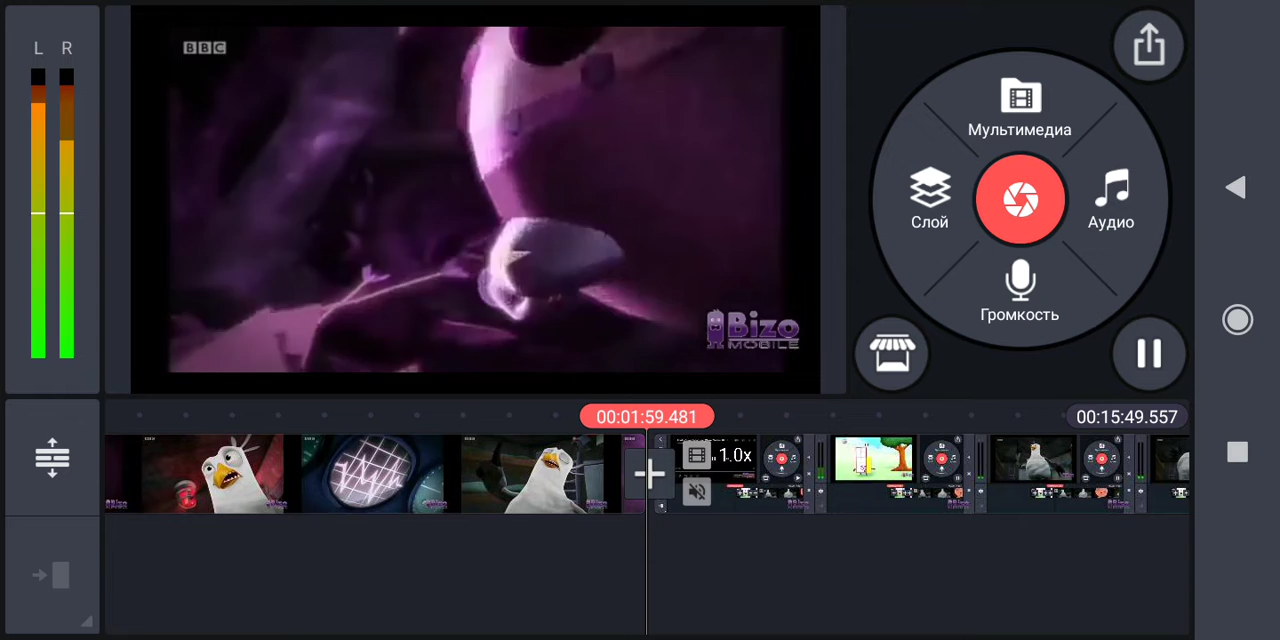 L R
BBC
Bizo
MOBILE
Мультимедиа
Слой
Аудио
Громкость
00:01:59.481
00:15:49.557
1.0x